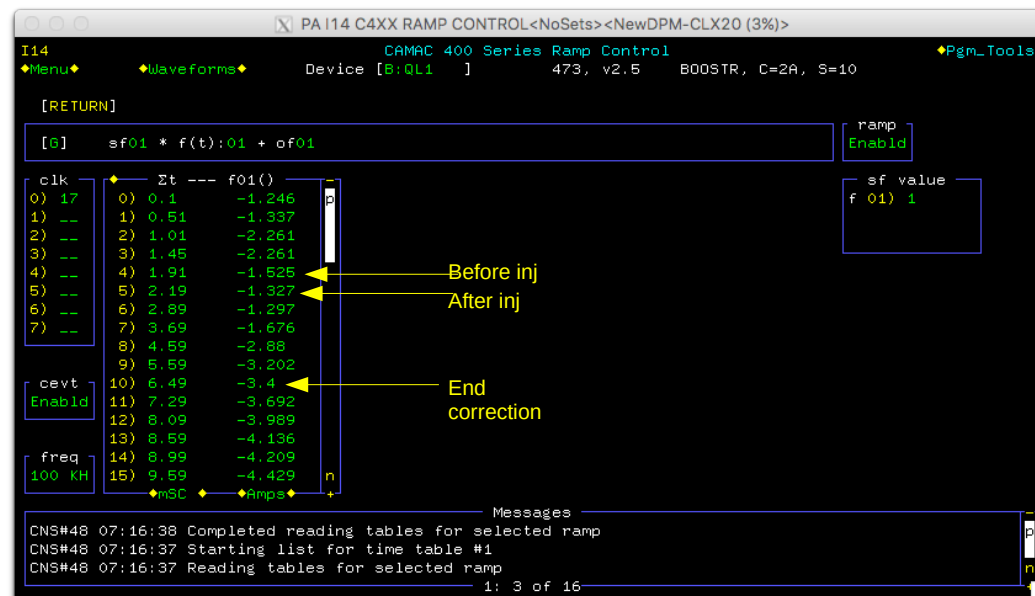 PA I14 C4XX RAMP CONTROL<NoSets><NewDPM-CLX20 (3%)>
I14 CAMAC 400 Series Ramp Control ◆Pgm_Tools
◆Menu◆ ◆Waveforms◆ Device [B:QL1 ] 473, v2.5 BOOSTR, C=2A, S=10
[RETURN]
[G] sf01 * f(t):01 + of01
ramp
Enabld
clk
0) 17
1) __
2) __
3) __
4) __
5) __
6) __
7) __
cevt
Enabld
freq
100 KH
◆ Σt --- f01() −
0) 0.1 -1.246 p
1) 0.51 -1.337
2) 1.01 -2.261
3) 1.45 -2.261
4) 1.91 -1.525
5) 2.19 -1.327
6) 2.89 -1.297
7) 3.69 -1.676
8) 4.59 -2.88
9) 5.59 -3.202
10) 6.49 -3.4
11) 7.29 -3.692
12) 8.09 -3.989
13) 8.59 -4.136
14) 8.99 -4.209
15) 9.59 -4.429 n
◆mSC ◆ ◆Amps◆ +
Before inj
After inj
End
correction
sf value
f 01) 1
Messages −
CNS#48 07:16:38 Completed reading tables for selected ramp p
CNS#48 07:16:37 Starting list for time table #1
CNS#48 07:16:37 Reading tables for selected ramp n
1: 3 of 16 +